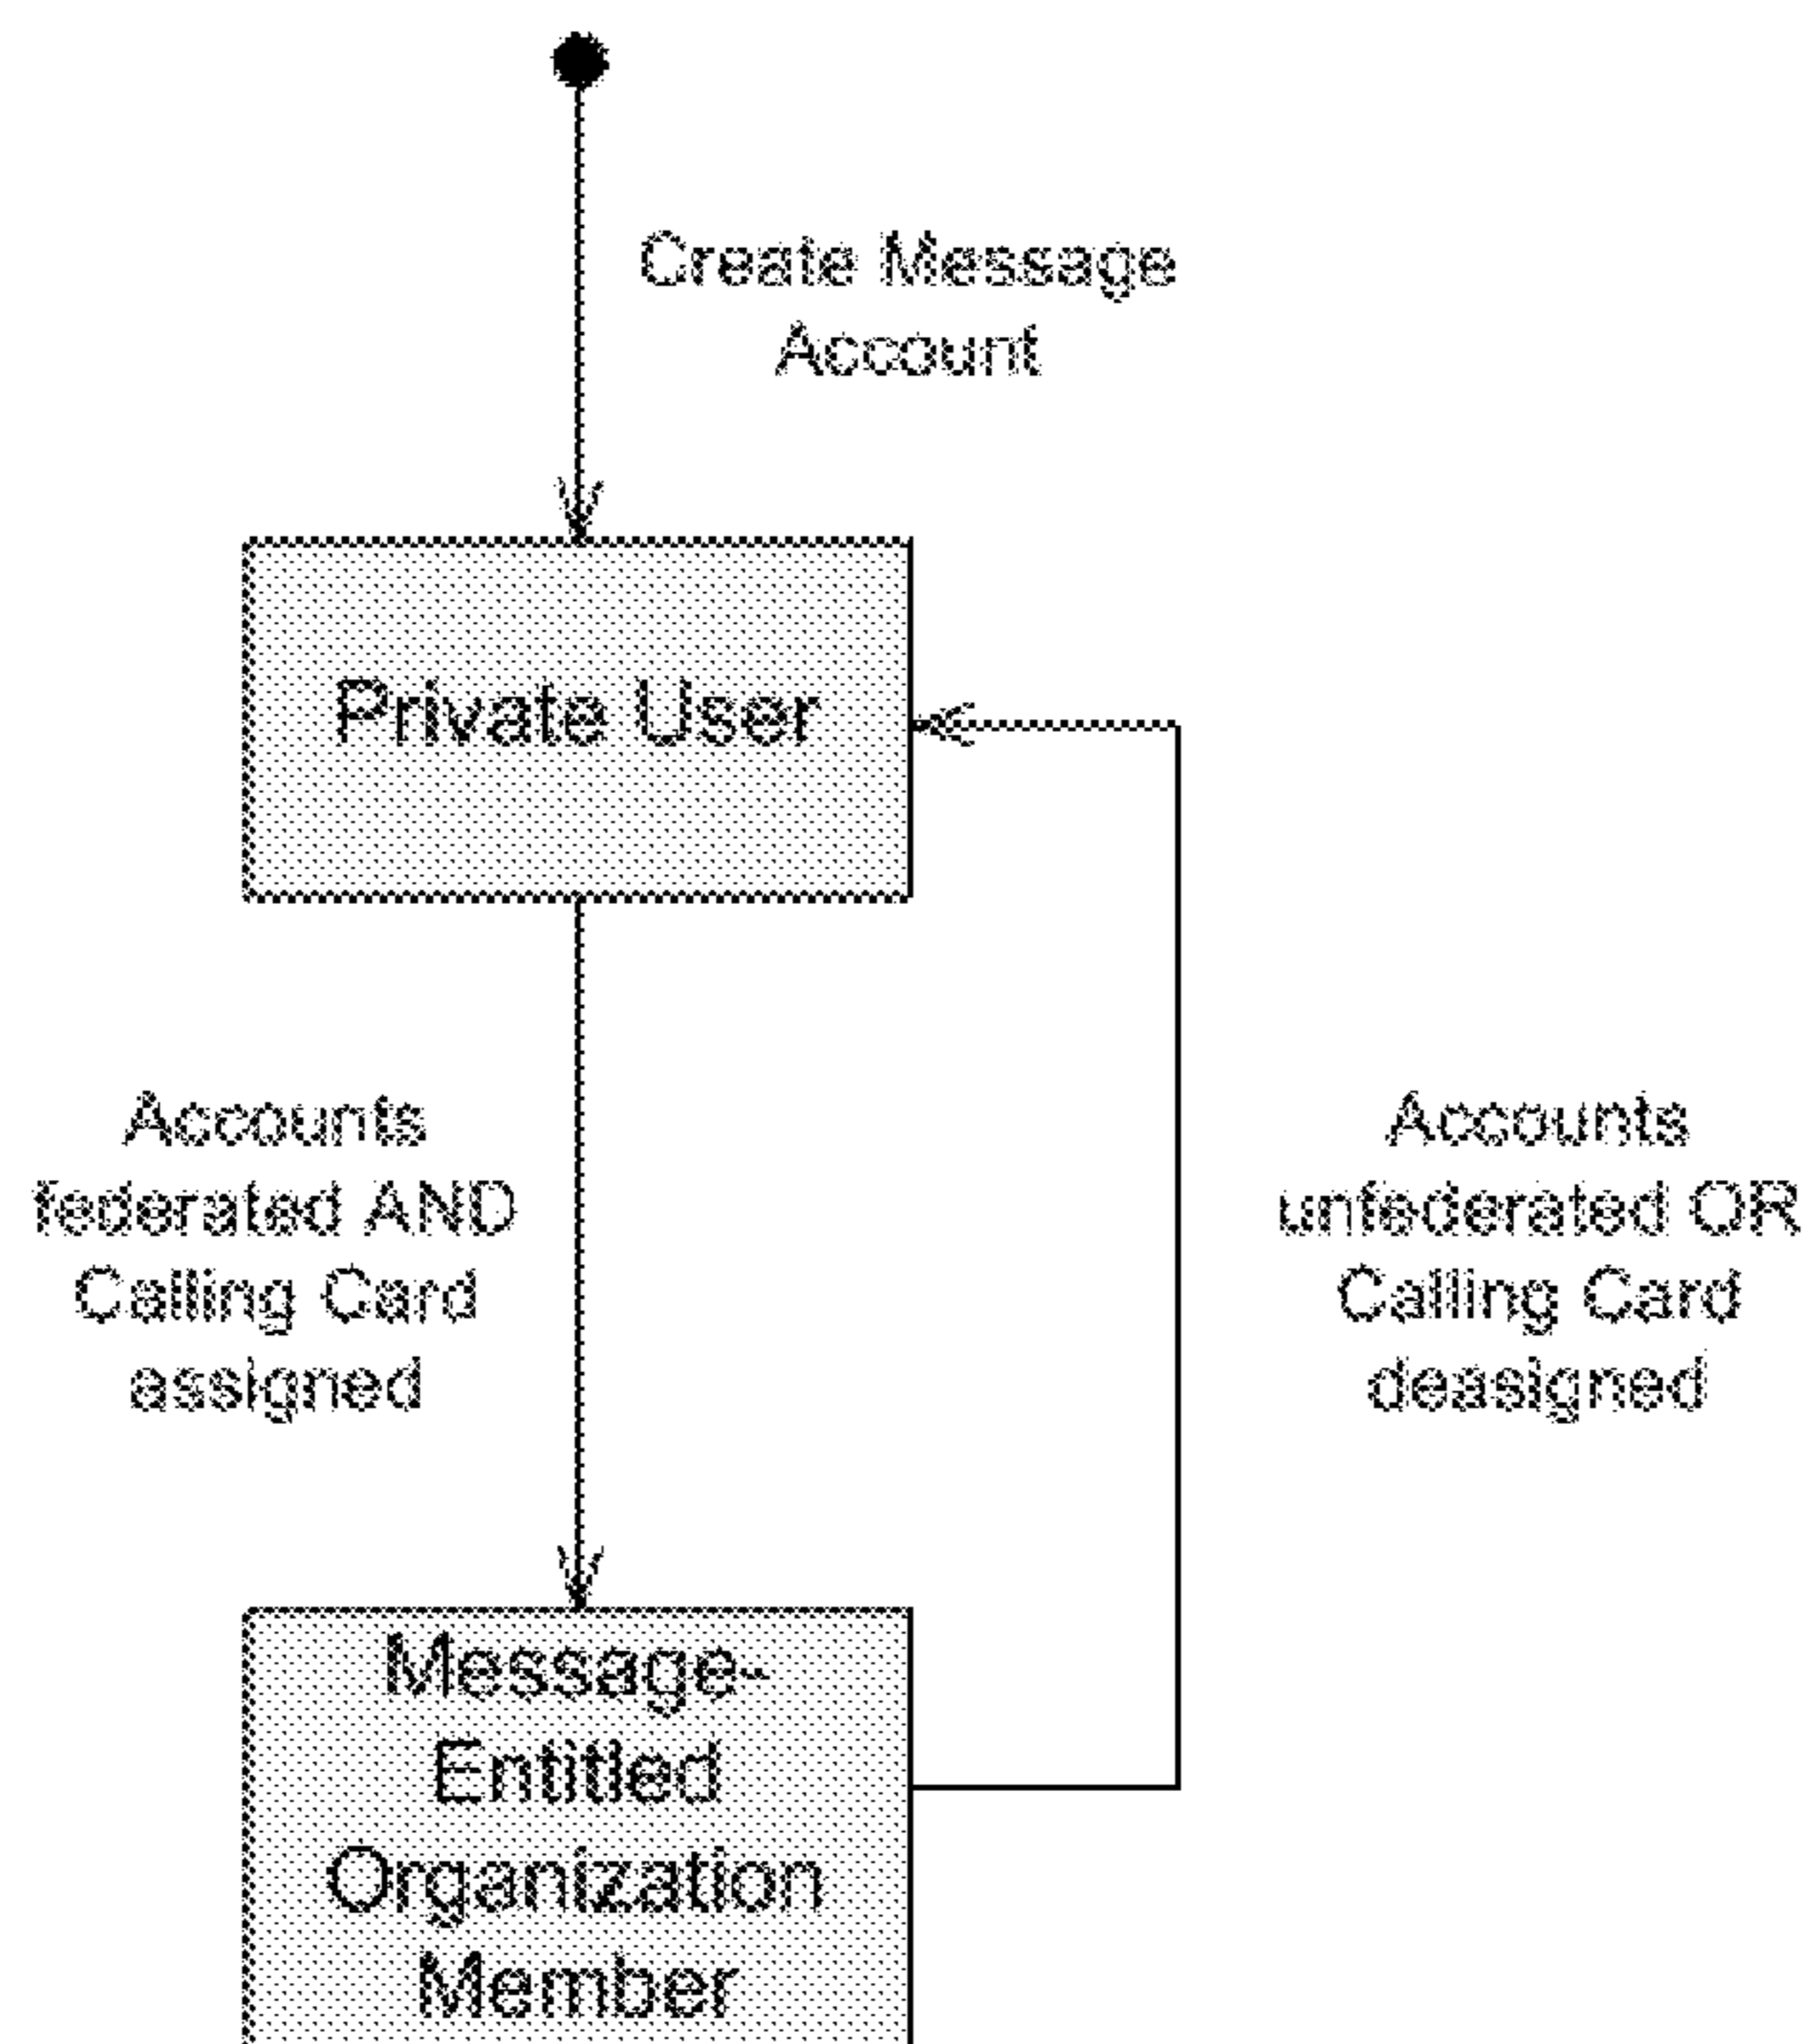 Create Message
Account
Private User
Accounts
federated AND
Calling Card
assigned
Accounts
unfederated OR
Calling Card
deasigned
Message-
Entitled
Organization
Member